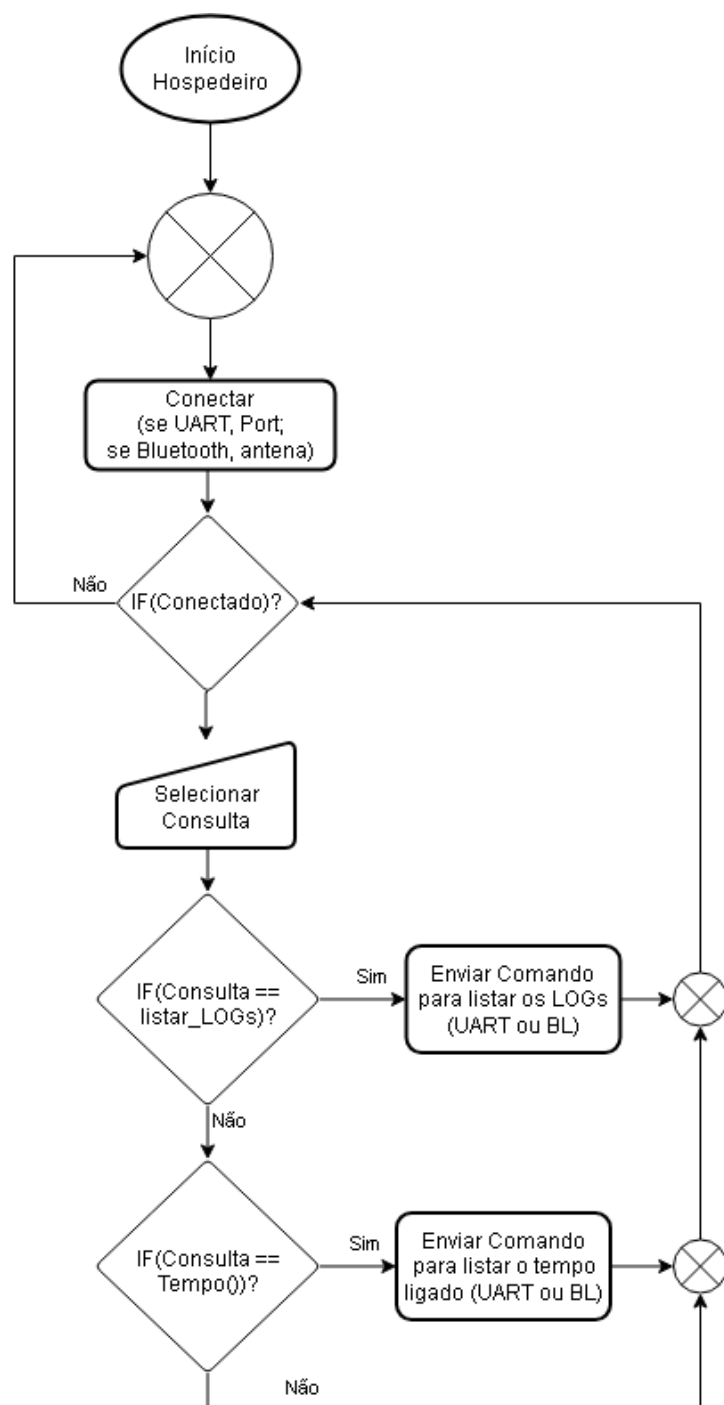 Início
Hospedeiro
Conectar
(se UART, Port;
se Bluetooth, antena)
Não
IF(Conectado)?
Selecionar
Consulta
IF(Consulta ==
listar_LOGs)?
Sim
Enviar Comando
para listar os LOGs
(UART ou BL)
Não
IF(Consulta ==
Tempo())?
Sim
Enviar Comando
para listar o tempo
ligado (UART ou BL)
Não